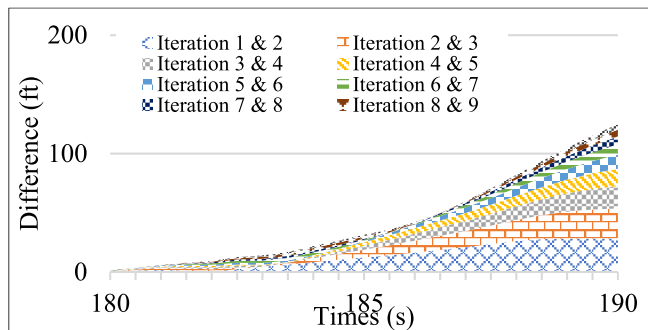 200
Iteration 1 & 2 Iteration 2 & 3
Iteration 3 & 4 Iteration 4 & 5
Iteration 5 & 6 Iteration 6 & 7
Iteration 7 & 8 Iteration 8 & 9
Difference (ft)
100
0
180 185 190
Times (s)